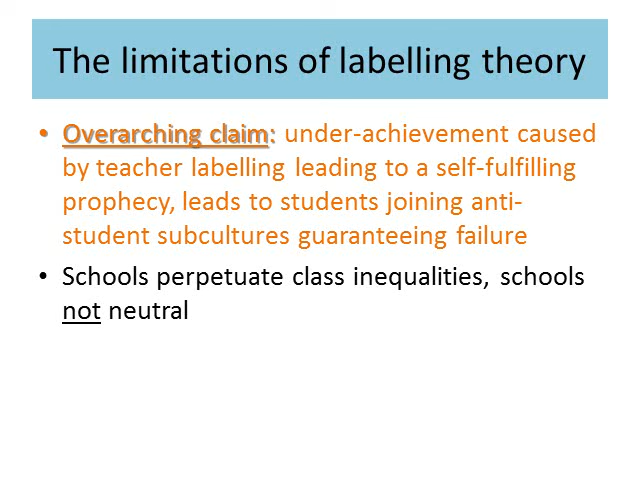 The limitations of labelling theory
• Overarching claim: under-achievement caused
by teacher labelling leading to a self-fulfilling
prophecy, leads to students joining anti-
student subcultures guaranteeing failure
• Schools perpetuate class inequalities, schools
not neutral